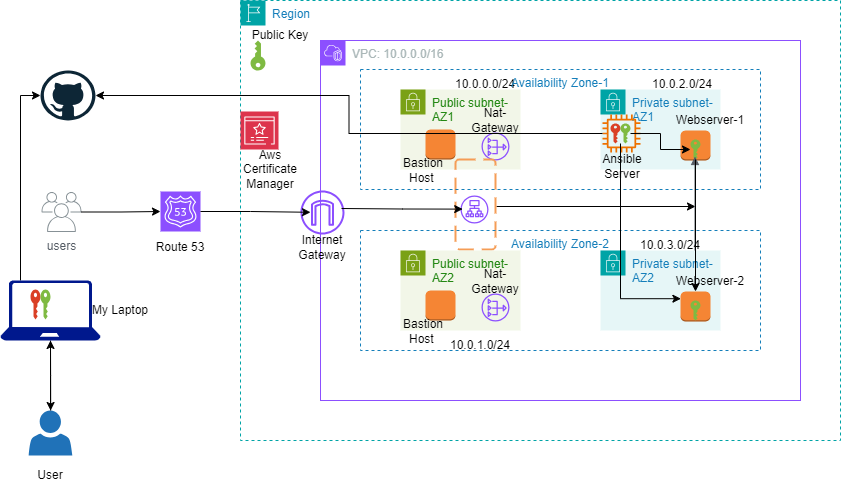 Region
Public Key
VPC: 10.0.0.0/16
10.0.0.0/24
Availability Zone-1
10.0.2.0/24
Public subnet-
AZ1
Private subnet-
AZ1
Nat-
Gateway
Webserver-1
Bastion
Host
Ansible
Server
Aws
Certificate
Manager
53
users
Route 53
Internet
Gateway
Availability Zone-2
10.0.3.0/24
Public subnet-
AZ2
Private subnet-
AZ2
Nat-
Gateway
Webserver-2
My Laptop
Bastion
Host
10.0.1.0/24
User